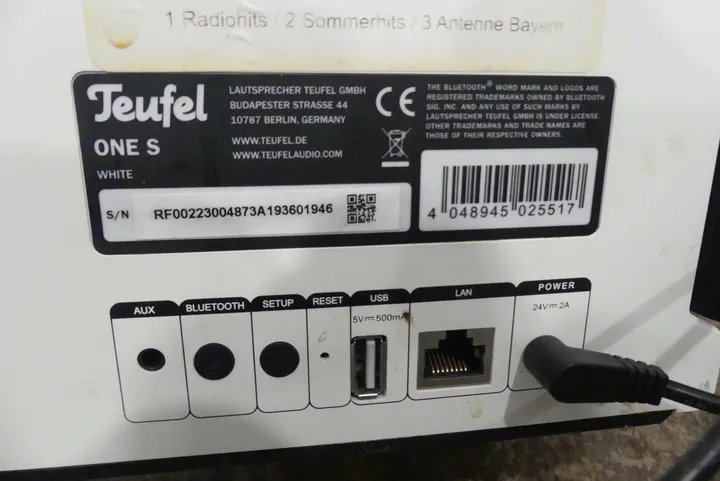 1 Radiohits / 2 Sommerhits / 3 Antenne Bayern
Teufel
LAUTSPRECHER TEUFEL GMBH
BUDAPESTER STRASSE 44
10787 BERLIN, GERMANY
WWW.TEUFEL.DE
WWW.TEUFELAUDIO.COM
CE
THE BLUETOOTH® WORD MARK AND LOGOS ARE
REGISTERED TRADEMARKS OWNED BY BLUETOOTH
SIG, INC. AND ANY USE OF SUCH MARKS BY
LAUTSPRECHER TEUFEL GMBH IS UNDER LICENSE.
OTHER TRADEMARKS AND TRADE NAMES ARE
THOSE OF THEIR RESPECTIVE OWNERS.
ONE S
WHITE
S/N RF00223004873A193601946
4 048945 025517
AUX
BLUETOOTH
SETUP
RESET
USB
5V⎓500mA
LAN
POWER
24V⎓2A